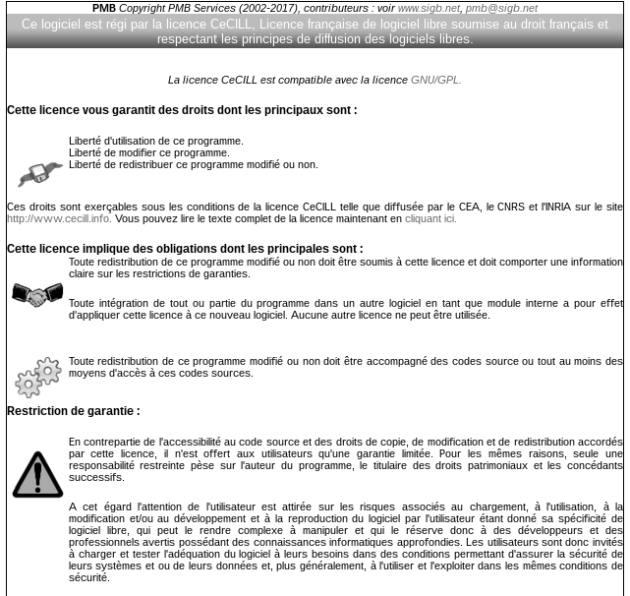 PMB Copyright PMB Services (2002-2017), contributeurs : voir www.sigb.net, pmb@sigb.net
Ce logiciel est régi par la licence CeCILL, Licence française de logiciel libre soumise au droit français et
respectant les principes de diffusion des logiciels libres.
La licence CeCILL est compatible avec la licence GNU/GPL.
Cette licence vous garantit des droits dont les principaux sont :
Liberté d'utilisation de ce programme.
Liberté de modifier ce programme.
Liberté de redistribuer ce programme modifié ou non.
Ces droits sont exerçables sous les conditions de la licence CeCILL telle que diffusée par le CEA, le CNRS et l'INRIA sur le site
http://www.cecill.info. Vous pouvez lire le texte complet de la licence maintenant en cliquant ici.
Cette licence implique des obligations dont les principales sont :
Toute redistribution de ce programme modifié ou non doit être soumis à cette licence et doit comporter une information
claire sur les restrictions de garanties.
Toute intégration de tout ou partie du programme dans un autre logiciel en tant que module interne a pour effet
d'appliquer cette licence à ce nouveau logiciel. Aucune autre licence ne peut être utilisée.
Toute redistribution de ce programme modifié ou non doit être accompagné des codes source ou tout au moins des
moyens d'accès à ces codes sources.
Restriction de garantie :
En contrepartie de l'accessibilité au code source et des droits de copie, de modification et de redistribution accordés
par cette licence, il n'est offert aux utilisateurs qu'une garantie limitée. Pour les mêmes raisons, seule une
responsabilité restreinte pèse sur l'auteur du programme, le titulaire des droits patrimoniaux et les concédants
successifs.
A cet égard l'attention de l'utilisateur est attirée sur les risques associés au chargement, à l'utilisation, à la
modification et/ou au développement et à la reproduction du logiciel par l'utilisateur étant donné sa spécificité de
logiciel libre, qui peut le rendre complexe à manipuler et qui le réserve donc à des développeurs et des
professionnels avertis possédant des connaissances informatiques approfondies. Les utilisateurs sont donc invités
à charger et tester l'adéquation du logiciel à leurs besoins dans des conditions permettant d'assurer la sécurité de
leurs systèmes et ou de leurs données et, plus généralement, à l'utiliser et l'exploiter dans les mêmes conditions de
sécurité.